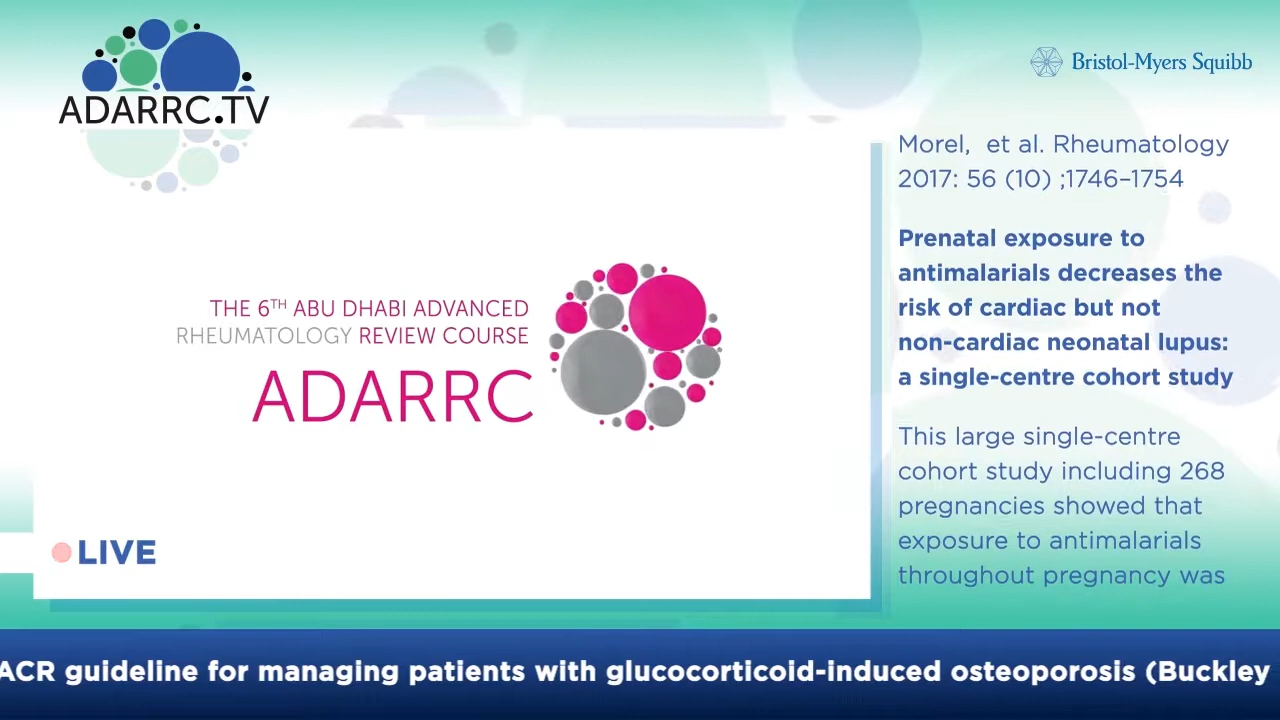 ADARRC.TV
Bristol-Myers Squibb
THE 6TH ABU DHABI ADVANCED
RHEUMATOLOGY REVIEW COURSE
ADARRC
LIVE
Morel,  et al. Rheumatology
2017: 56 (10) ;1746–1754
Prenatal exposure to
antimalarials decreases the
risk of cardiac but not
non-cardiac neonatal lupus:
a single-centre cohort study
This large single-centre
cohort study including 268
pregnancies showed that
exposure to antimalarials
throughout pregnancy was
ACR guideline for managing patients with glucocorticoid-induced osteoporosis (Buckley